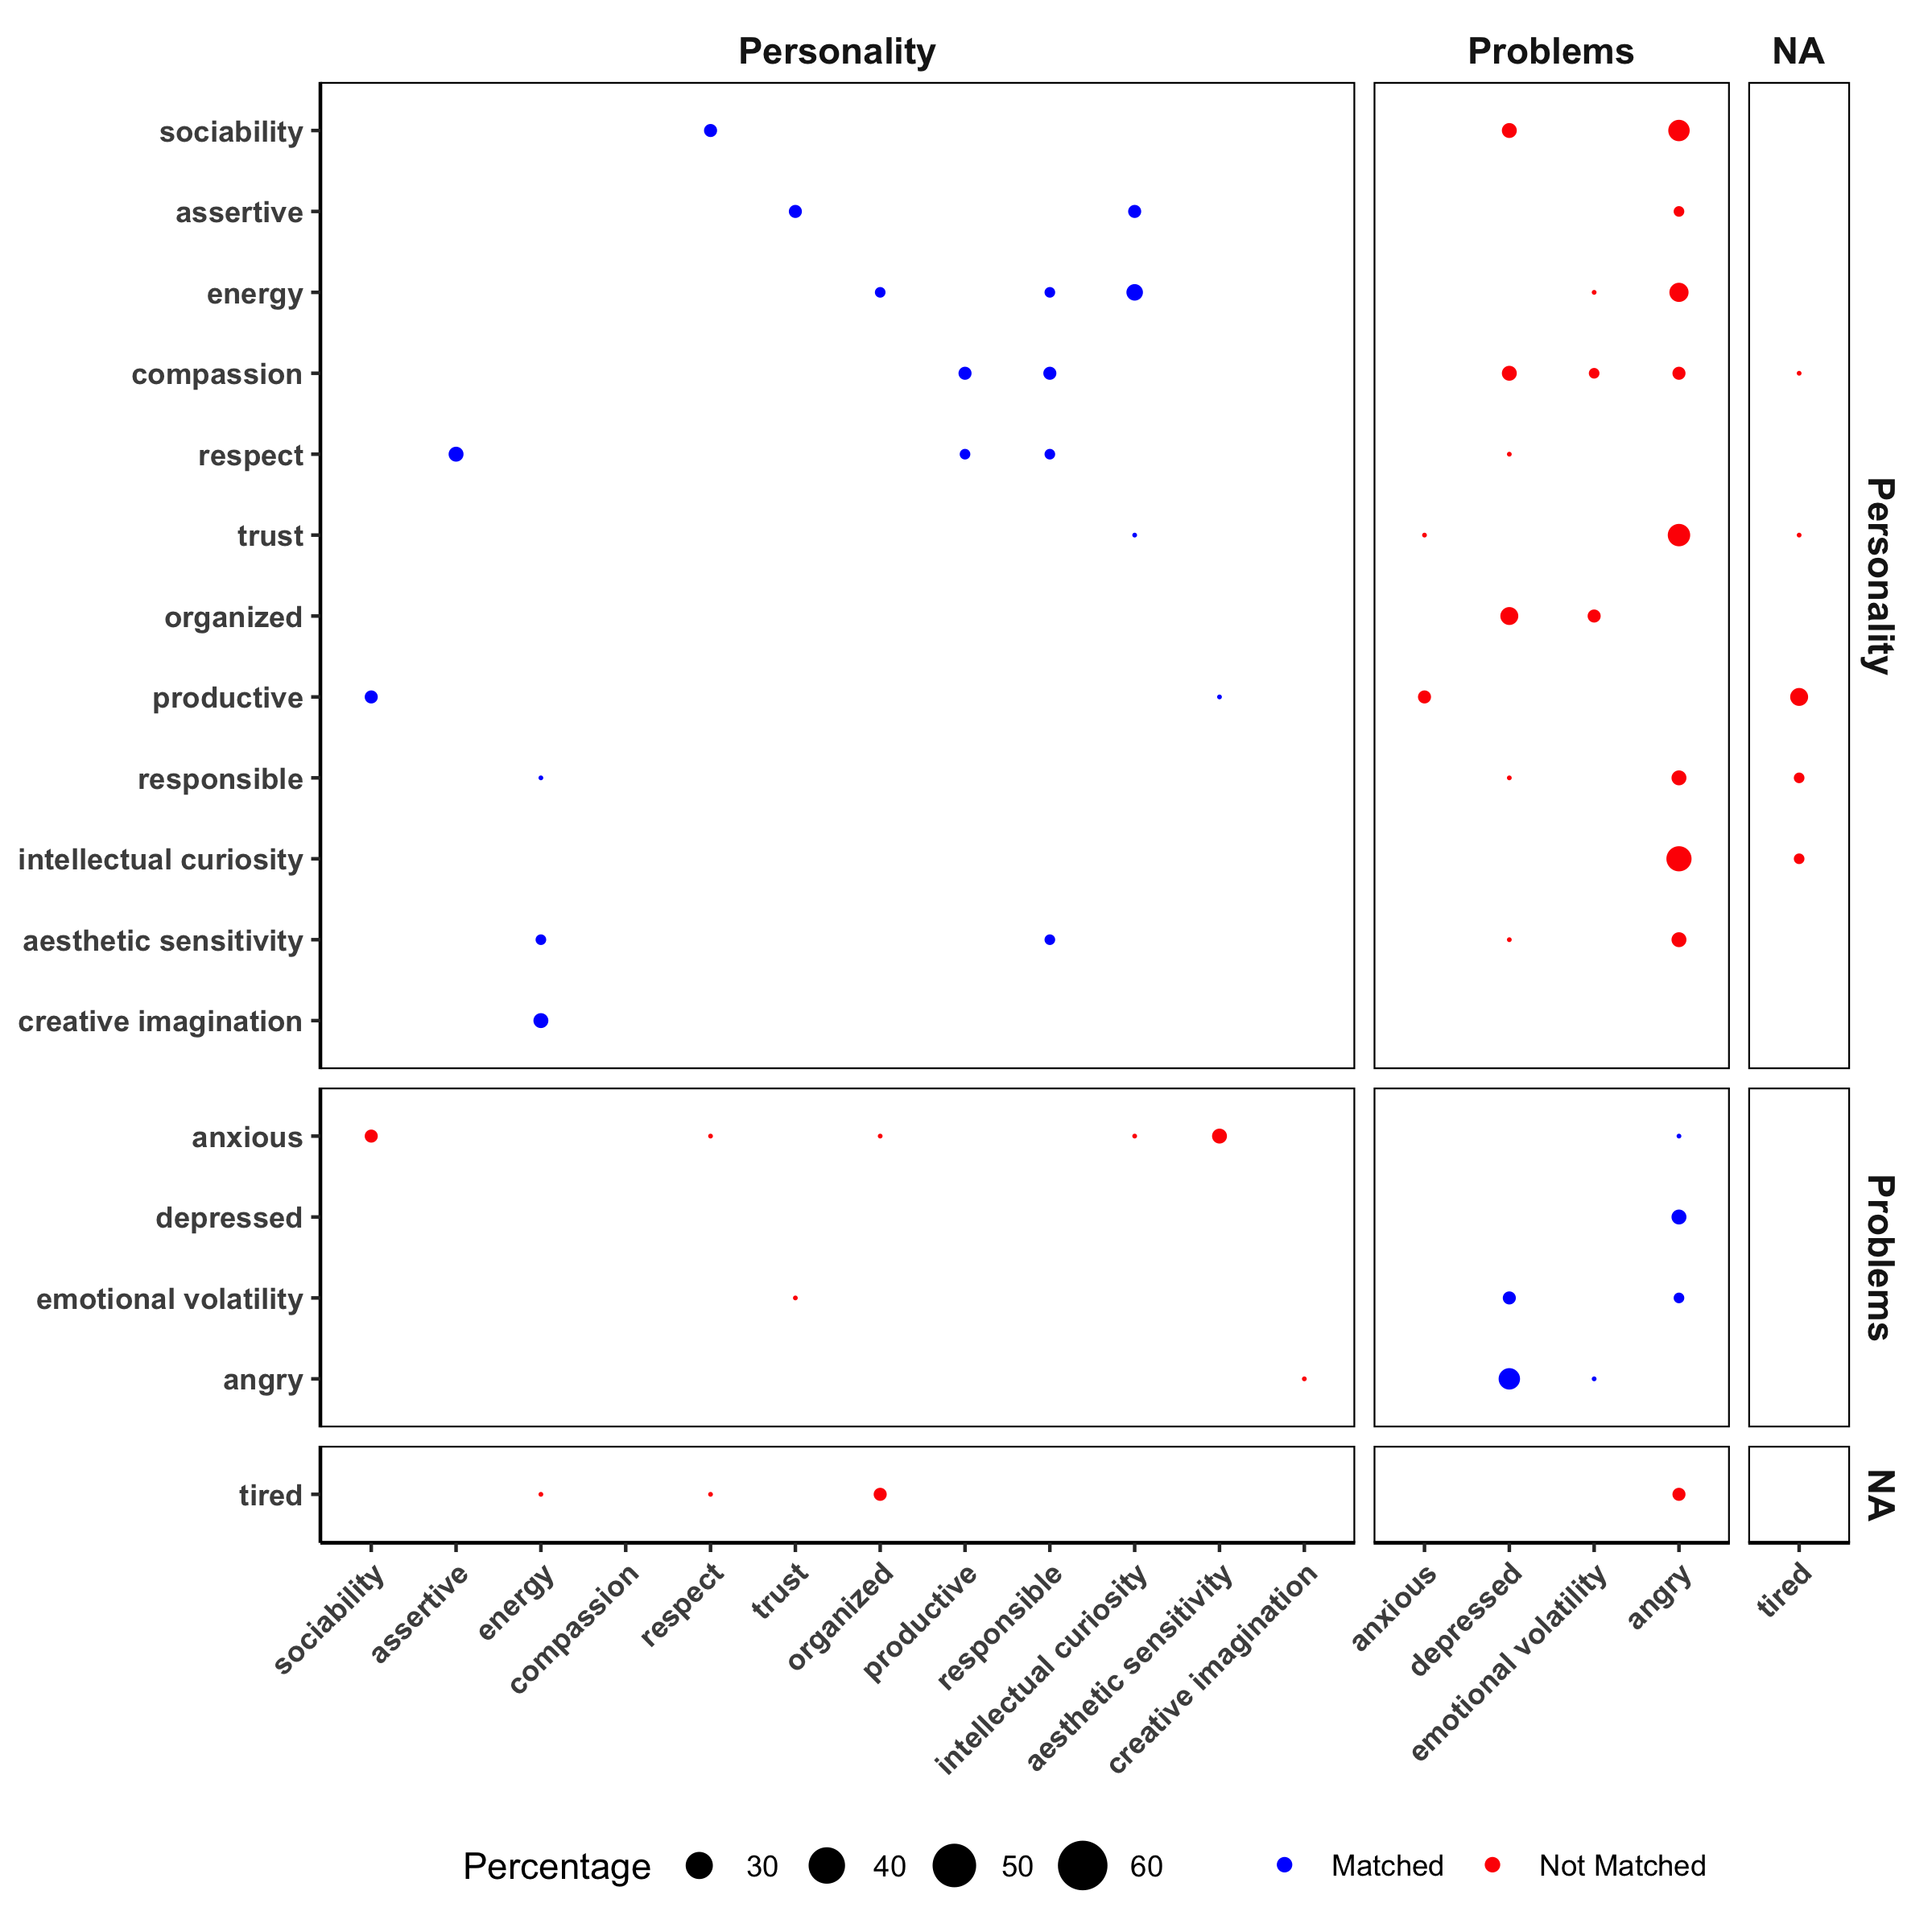 Personality
Problems
NA
sociability
assertive
energy
compassion
respect
trust
organized
productive
responsible
intellectual curiosity
aesthetic sensitivity
creative imagination
Personality
anxious
depressed
emotional volatility
angry
Problems
tired
NA
sociability
assertive
energy
compassion
respect
trust
organized
productive
responsible
intellectual curiosity
aesthetic sensitivity
creative imagination
anxious
depressed
emotional volatility
angry
tired
Percentage 30 40 50 60 Matched Not Matched